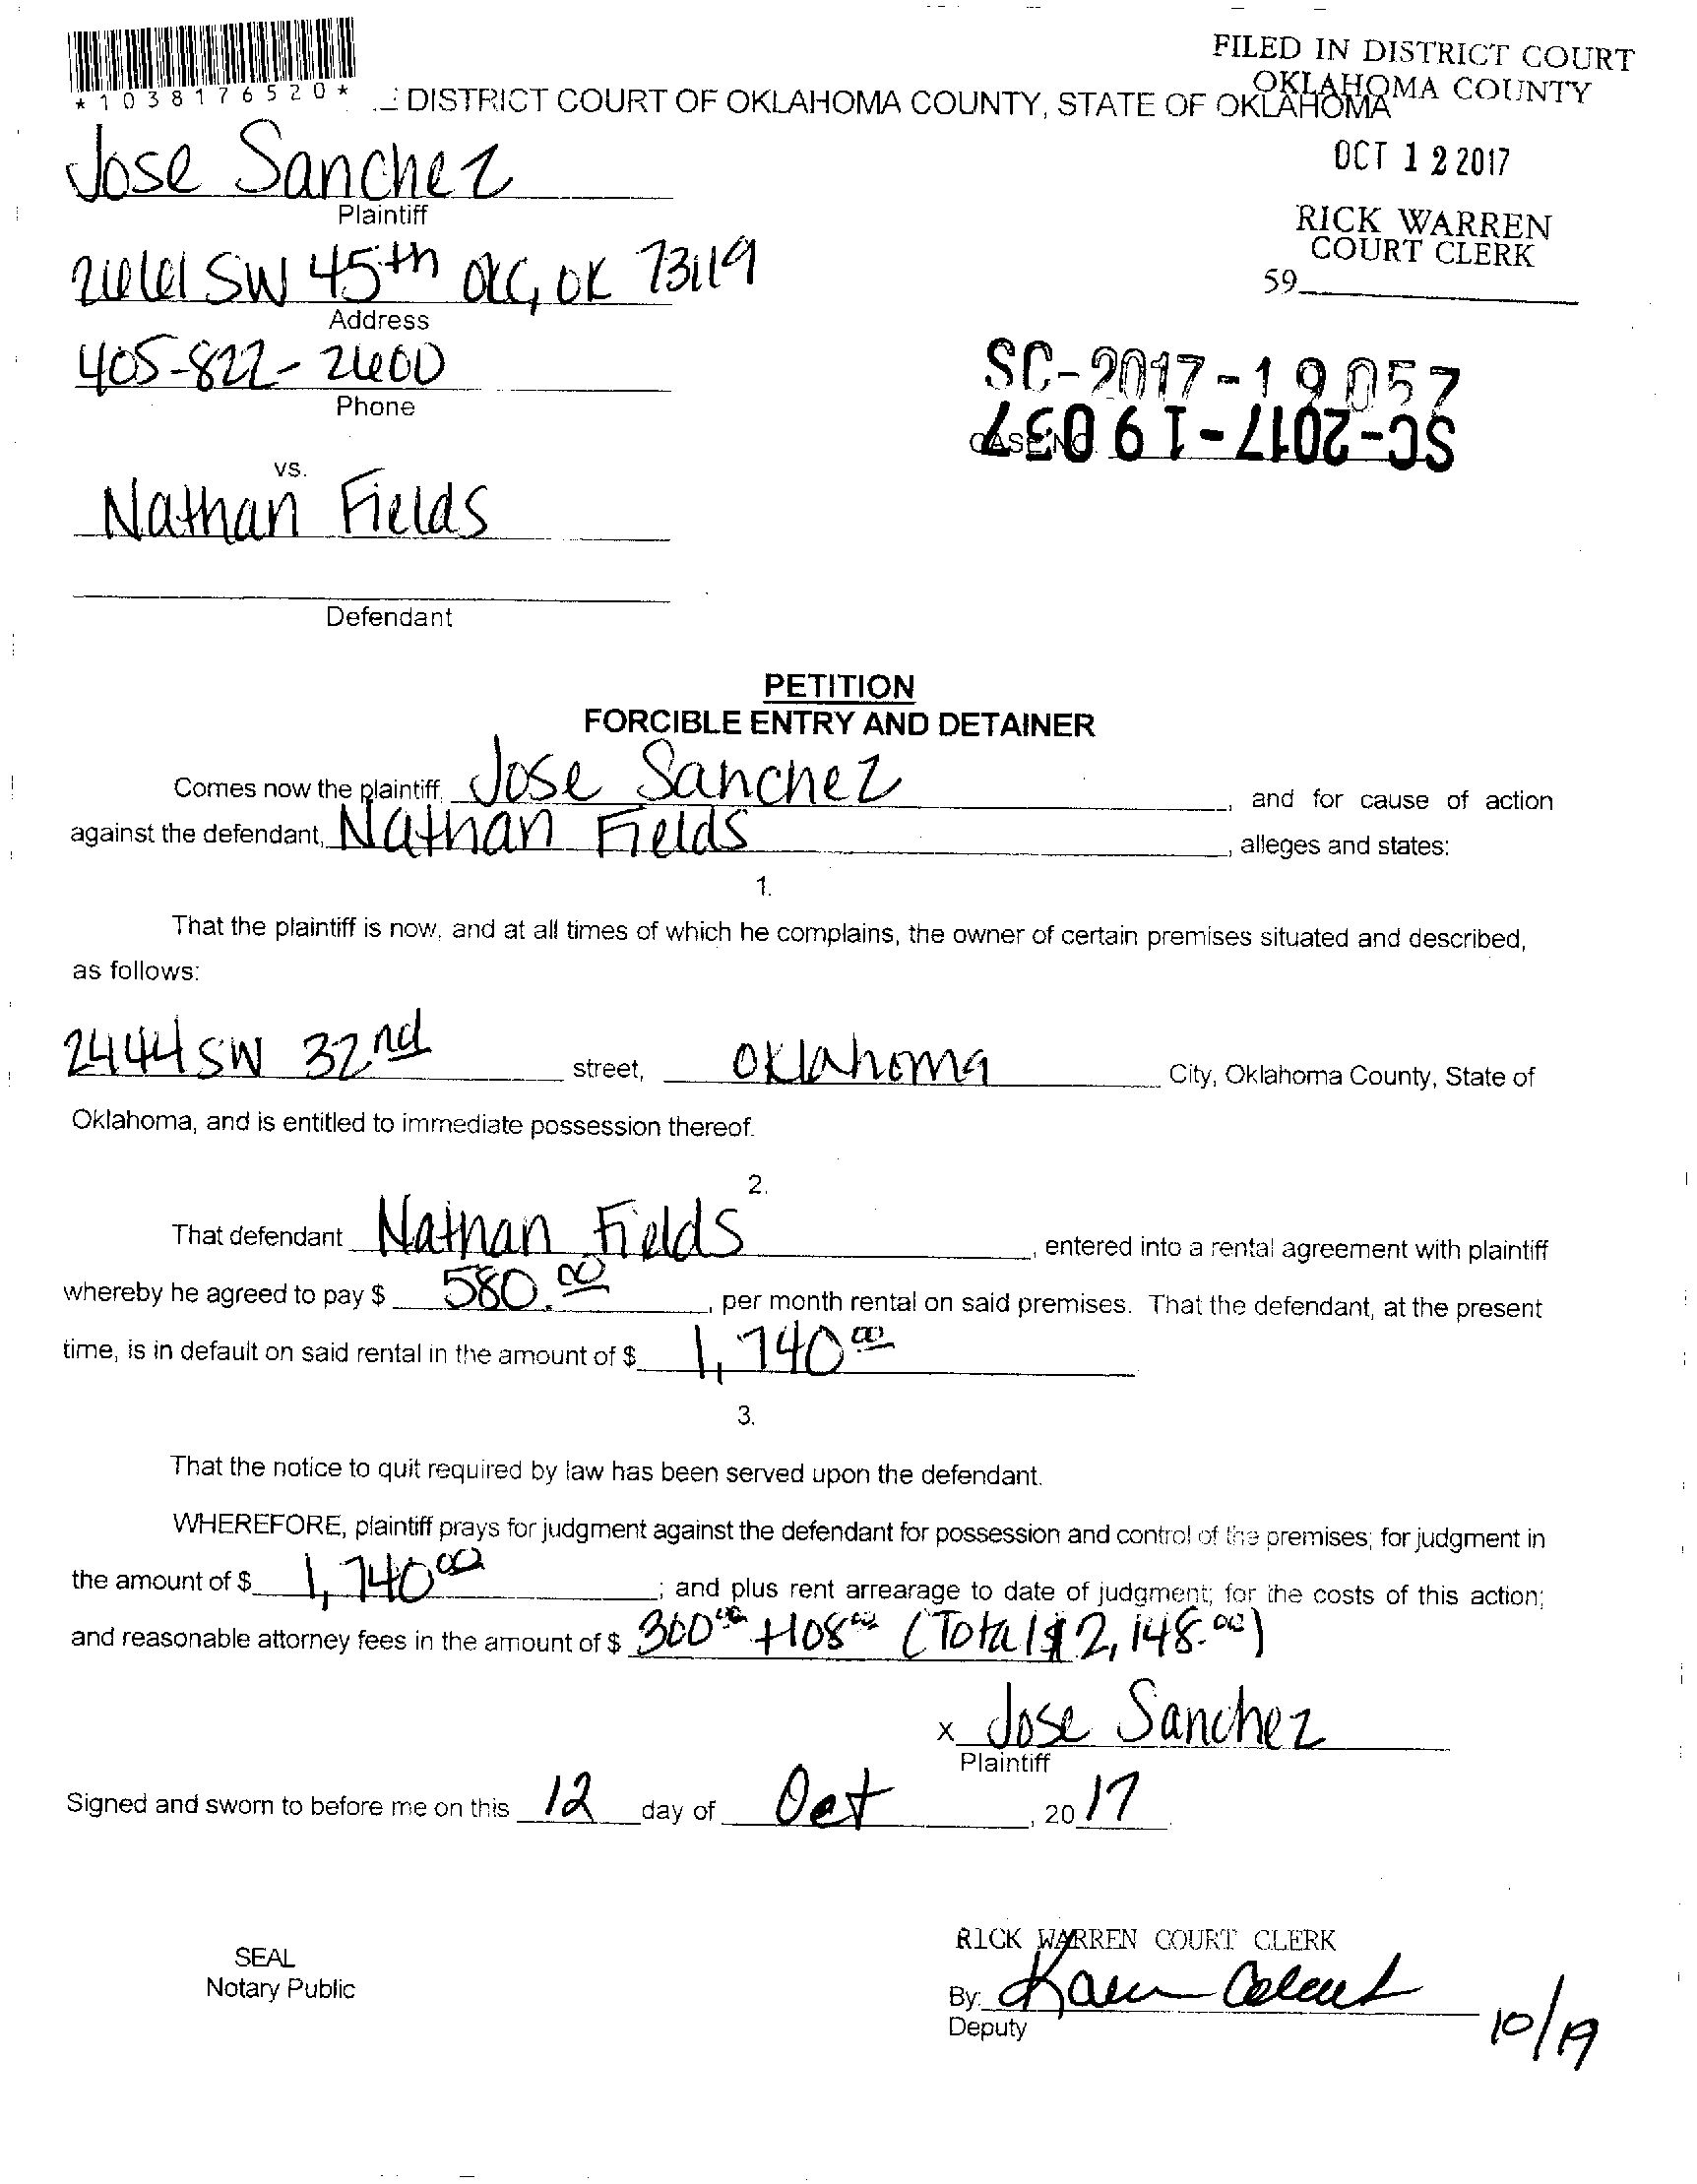 FILED IN DISTRICT COURT
OKLAHOMA COUNTY
*1038176520*
DISTRICT COURT OF OKLAHOMA COUNTY, STATE OF OKLAHOMA
OCT 12 2017
Jose Sanchez
Plaintiff
RICK WARREN
COURT CLERK
59
2661 SW 45th OKC, OK 73119
Address
405-822-2600
Phone
SC-2017-19057
CASE NO.
SC-2017-19037
vs.
Nathan Fields
Defendant
PETITION
FORCIBLE ENTRY AND DETAINER
Comes now the plaintiff, Jose Sanchez, and for cause of action
against the defendant, Nathan Fields, alleges and states:
1.
That the plaintiff is now, and at all times of which he complains, the owner of certain premises situated and described,
as follows:
2444 SW 32nd street, Oklahoma City, Oklahoma County, State of
Oklahoma, and is entitled to immediate possession thereof.
2.
That defendant Nathan Fields, entered into a rental agreement with plaintiff
whereby he agreed to pay $ 580.00, per month rental on said premises. That the defendant, at the present
time, is in default on said rental in the amount of $ 1,740 00
3.
That the notice to quit required by law has been served upon the defendant.
WHEREFORE, plaintiff prays for judgment against the defendant for possession and control of the premises; for judgment in
the amount of $ 1,740 00; and plus rent arrearage to date of judgment; for the costs of this action;
and reasonable attorney fees in the amount of $ 300 00 +108 00 (Total $ 2,148.00)
x Jose Sanchez
Plaintiff
Signed and sworn to before me on this 12 day of Oct, 20 17
RICK WARREN COURT CLERK
SEAL
Notary Public
By:
Deputy
10/19